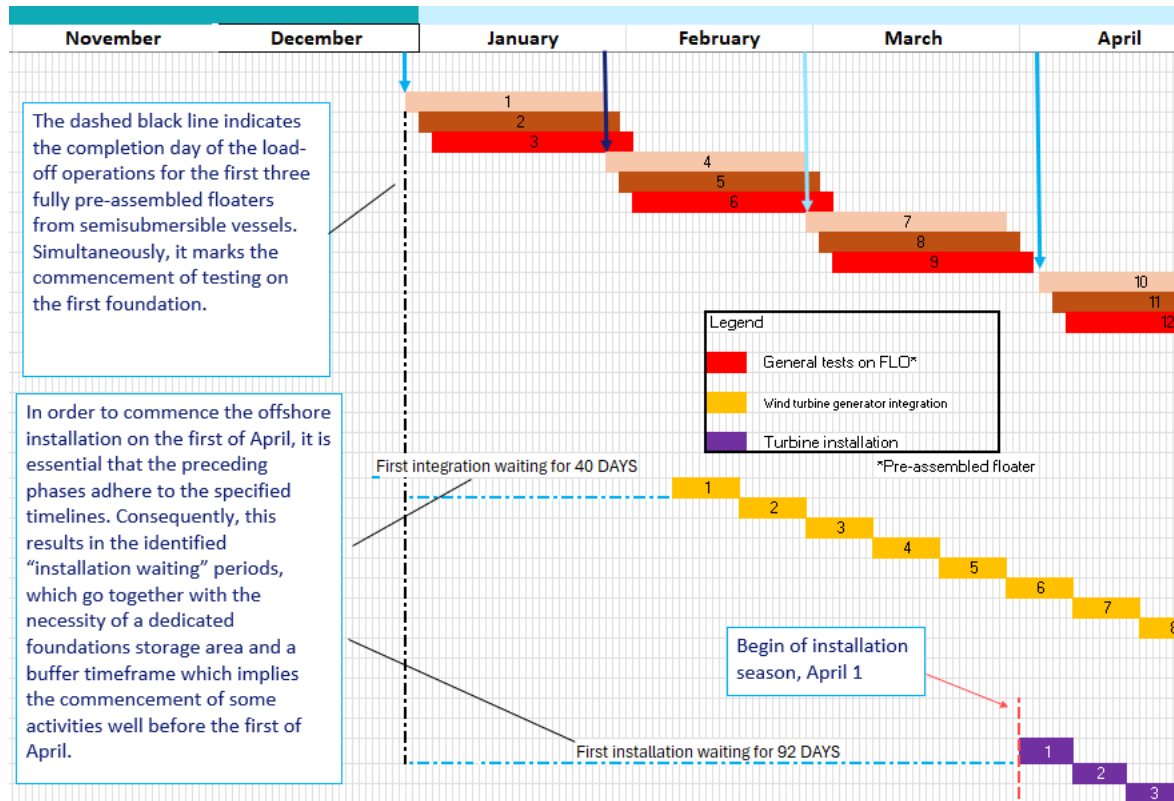 November December January February March April
1
2
3
4
5
6
7
8
9
10
11
12
The dashed black line indicates
the completion day of the load-
off operations for the first three
fully pre-assembled floaters
from semisubmersible vessels.
Simultaneously, it marks the
commencement of testing on
the first foundation.
Legend
General tests on FLO*
Wind turbine generator integration
Turbine installation
*Pre-assembled floater
In order to commence the offshore
installation on the first of April, it is
essential that the preceding
phases adhere to the specified
timelines. Consequently, this
results in the identified
“installation waiting” periods,
which go together with the
necessity of a dedicated
foundations storage area and a
buffer timeframe which implies
the commencement of some
activities well before the first of
April.
First integration waiting for 40 DAYS
1
2
3
4
5
6
7
8
Begin of installation
season, April 1
First installation waiting for 92 DAYS
1
2
3